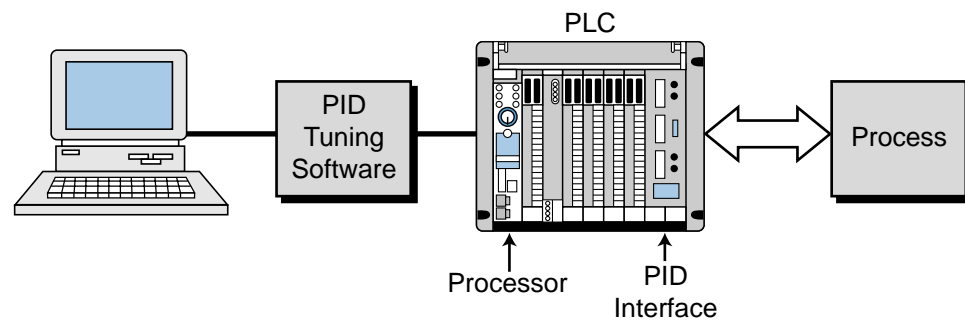 PLC
PID
Tuning
Software
Process
Processor
PID
Interface